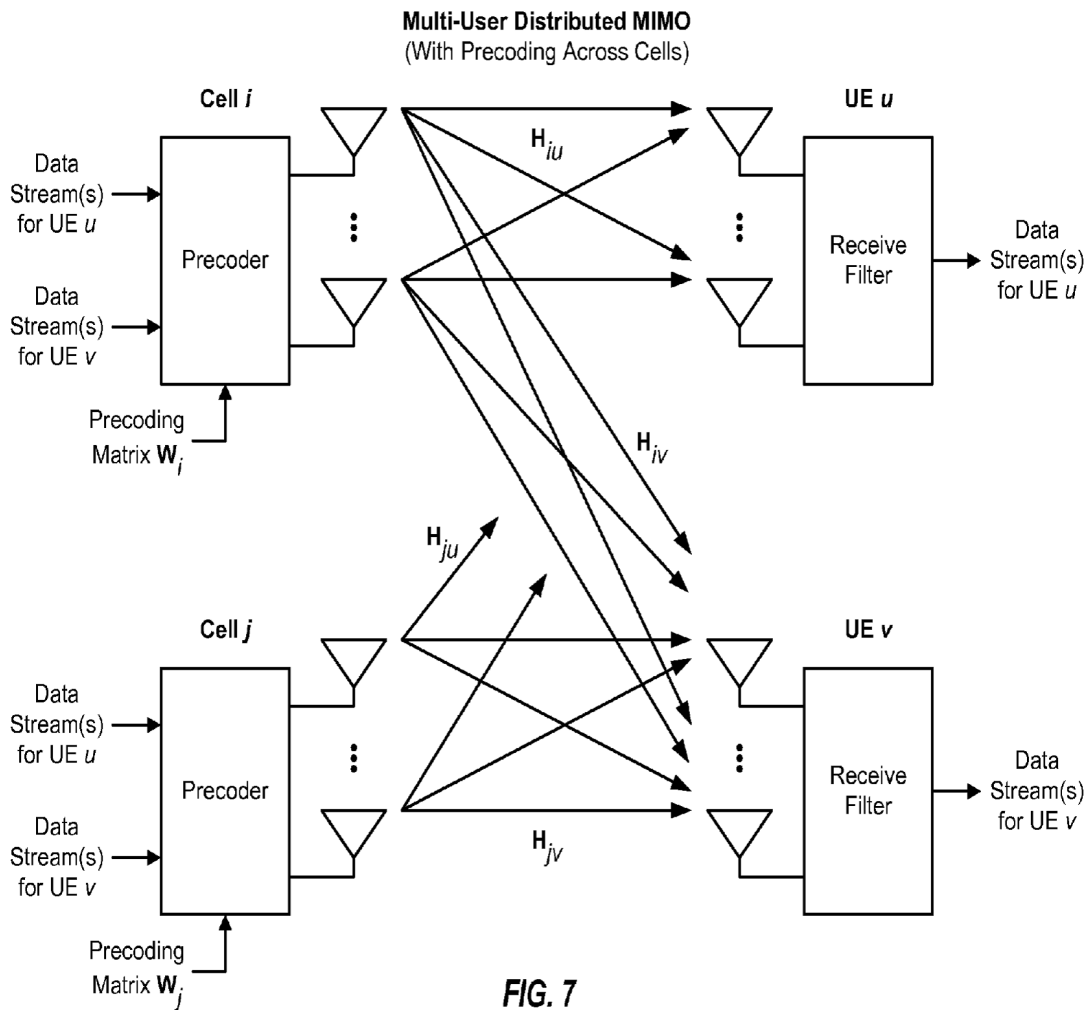 Multi-User Distributed MIMO
(With Precoding Across Cells)
Cell i
UE u
Data
Stream(s)
for UE u
Data
Stream(s)
for UE v
Precoder
Precoding
Matrix W_i
H_iu
H_iv
Receive
Filter
Data
Stream(s)
for UE u
H_ju
Cell j
UE v
Data
Stream(s)
for UE u
Data
Stream(s)
for UE v
Precoder
Precoding
Matrix W_j
H_jv
Receive
Filter
Data
Stream(s)
for UE v
FIG. 7